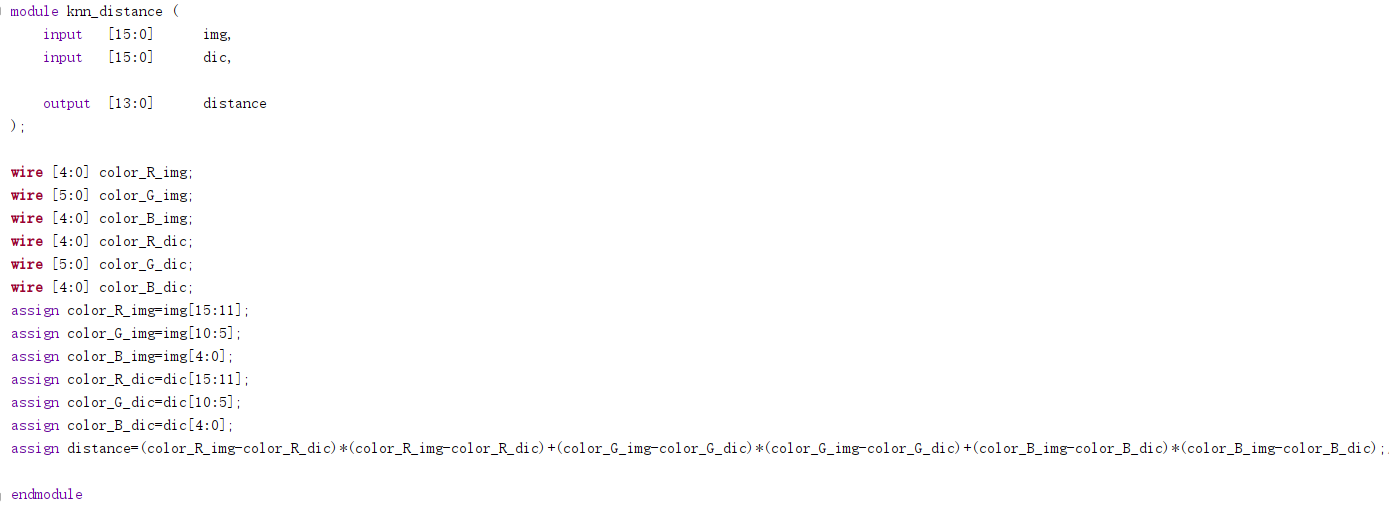 module knn_distance (
input [15:0] img,
input [15:0] dic,
output [13:0] distance
);
wire [4:0] color_R_img;
wire [5:0] color_G_img;
wire [4:0] color_B_img;
wire [4:0] color_R_dic;
wire [5:0] color_G_dic;
wire [4:0] color_B_dic;
assign color_R_img=img[15:11];
assign color_G_img=img[10:5];
assign color_B_img=img[4:0];
assign color_R_dic=dic[15:11];
assign color_G_dic=dic[10:5];
assign color_B_dic=dic[4:0];
assign distance=(color_R_img-color_R_dic)*(color_R_img-color_R_dic)+(color_G_img-color_G_dic)*(color_G_img-color_G_dic)+(color_B_img-color_B_dic)*(color_B_img-color_B_dic);;
endmodule